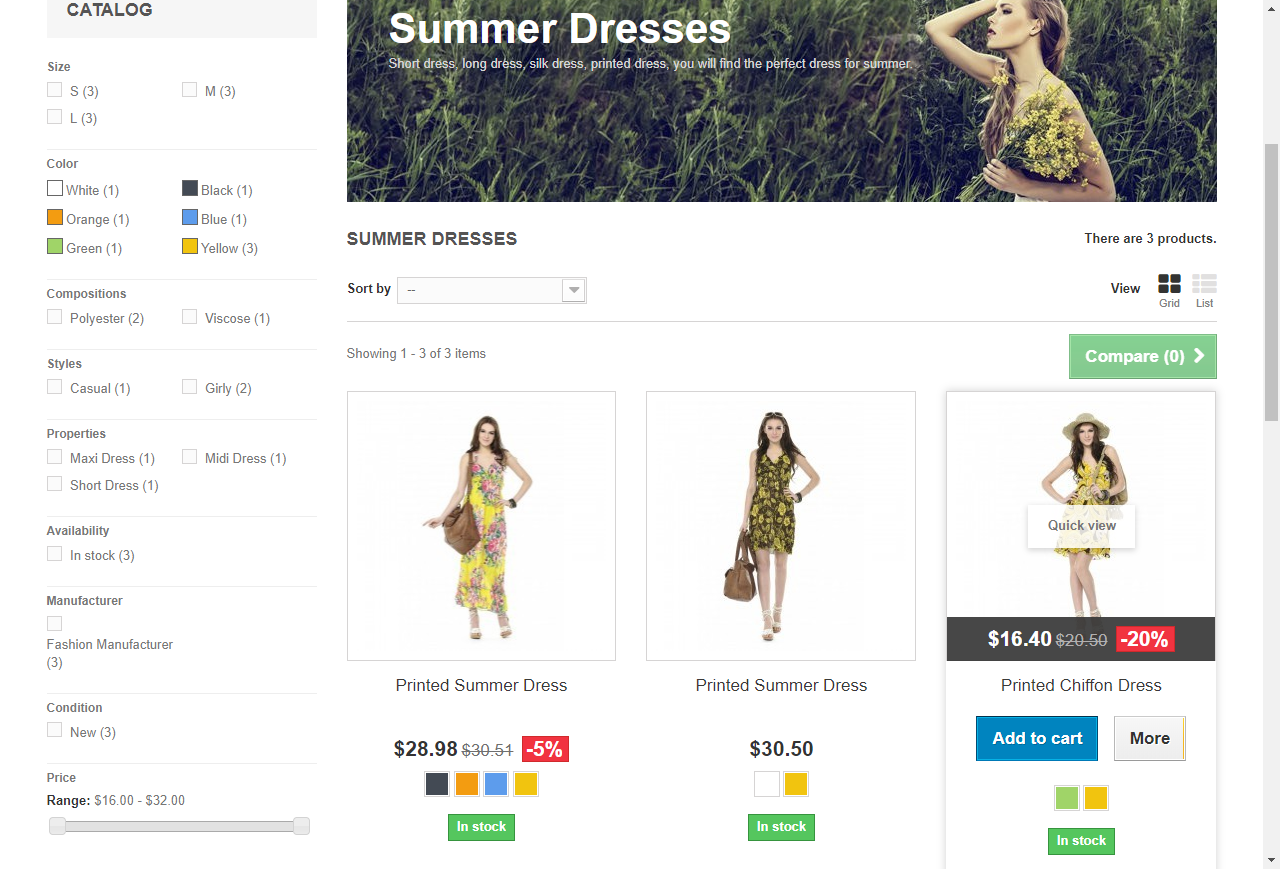 CATALOG
Size
S (3)
M (3)
L (3)
Color
White (1)
Black (1)
Orange (1)
Blue (1)
Green (1)
Yellow (3)
Compositions
Polyester (2)
Viscose (1)
Styles
Casual (1)
Girly (2)
Properties
Maxi Dress (1)
Midi Dress (1)
Short Dress (1)
Availability
In stock (3)
Manufacturer
Fashion Manufacturer
(3)
Condition
New (3)
Price
Range: $16.00 - $32.00
Summer Dresses
Short dress, long dress, silk dress, printed dress, you will find the perfect dress for summer.
SUMMER DRESSES
There are 3 products.
Sort by
--
View
Grid
List
Showing 1 - 3 of 3 items
Compare (0)
Printed Summer Dress
$28.98 $30.51 -5%
In stock
Printed Summer Dress
$30.50
In stock
Quick view
$16.40 $20.50 -20%
Printed Chiffon Dress
Add to cart
More
In stock